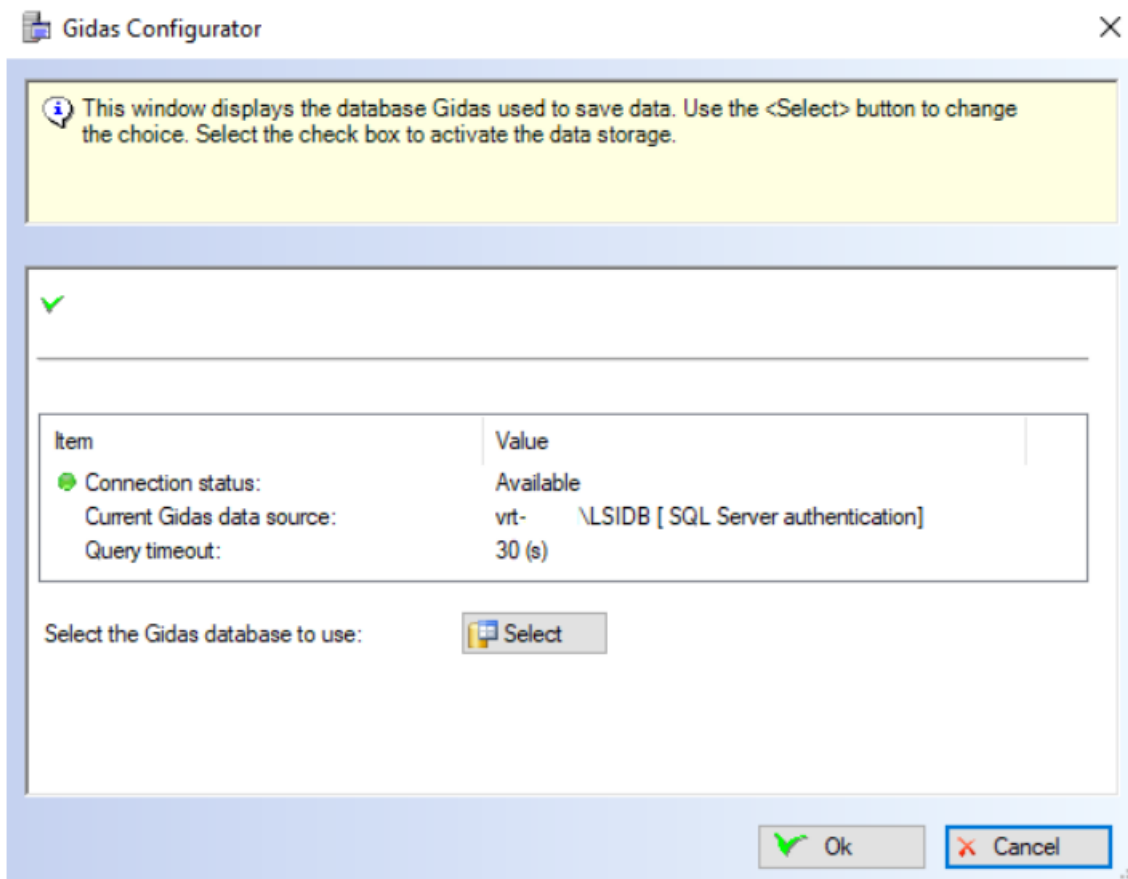 Gidas Configurator
This window displays the database Gidas used to save data. Use the <Select> button to change
the choice. Select the check box to activate the data storage.
Item Value
Connection status: Available
Current Gidas data source: vrt- \LSIDB [ SQL Server authentication]
Query timeout: 30 (s)
Select the Gidas database to use: Select
Ok Cancel